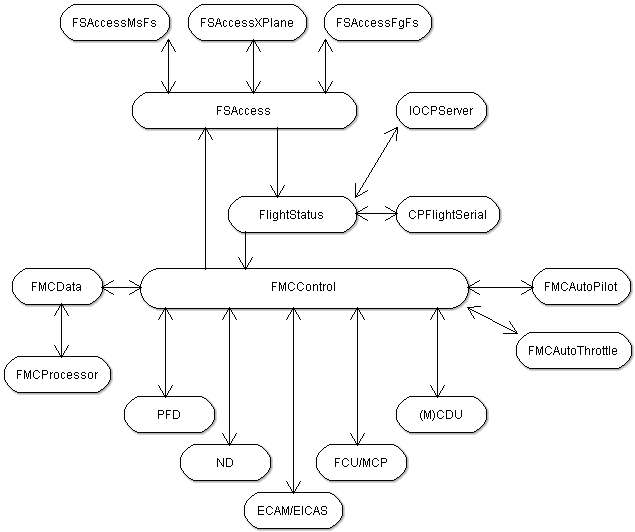 FSAccessMsFs
FSAccessXPlane
FSAccessFgFs
FSAccess
IOCPServer
FlightStatus
CPFlightSerial
FMCData
FMCControl
FMCAutoPilot
FMCAutoThrottle
FMCProcessor
PFD
(M)CDU
ND
FCU/MCP
ECAM/EICAS